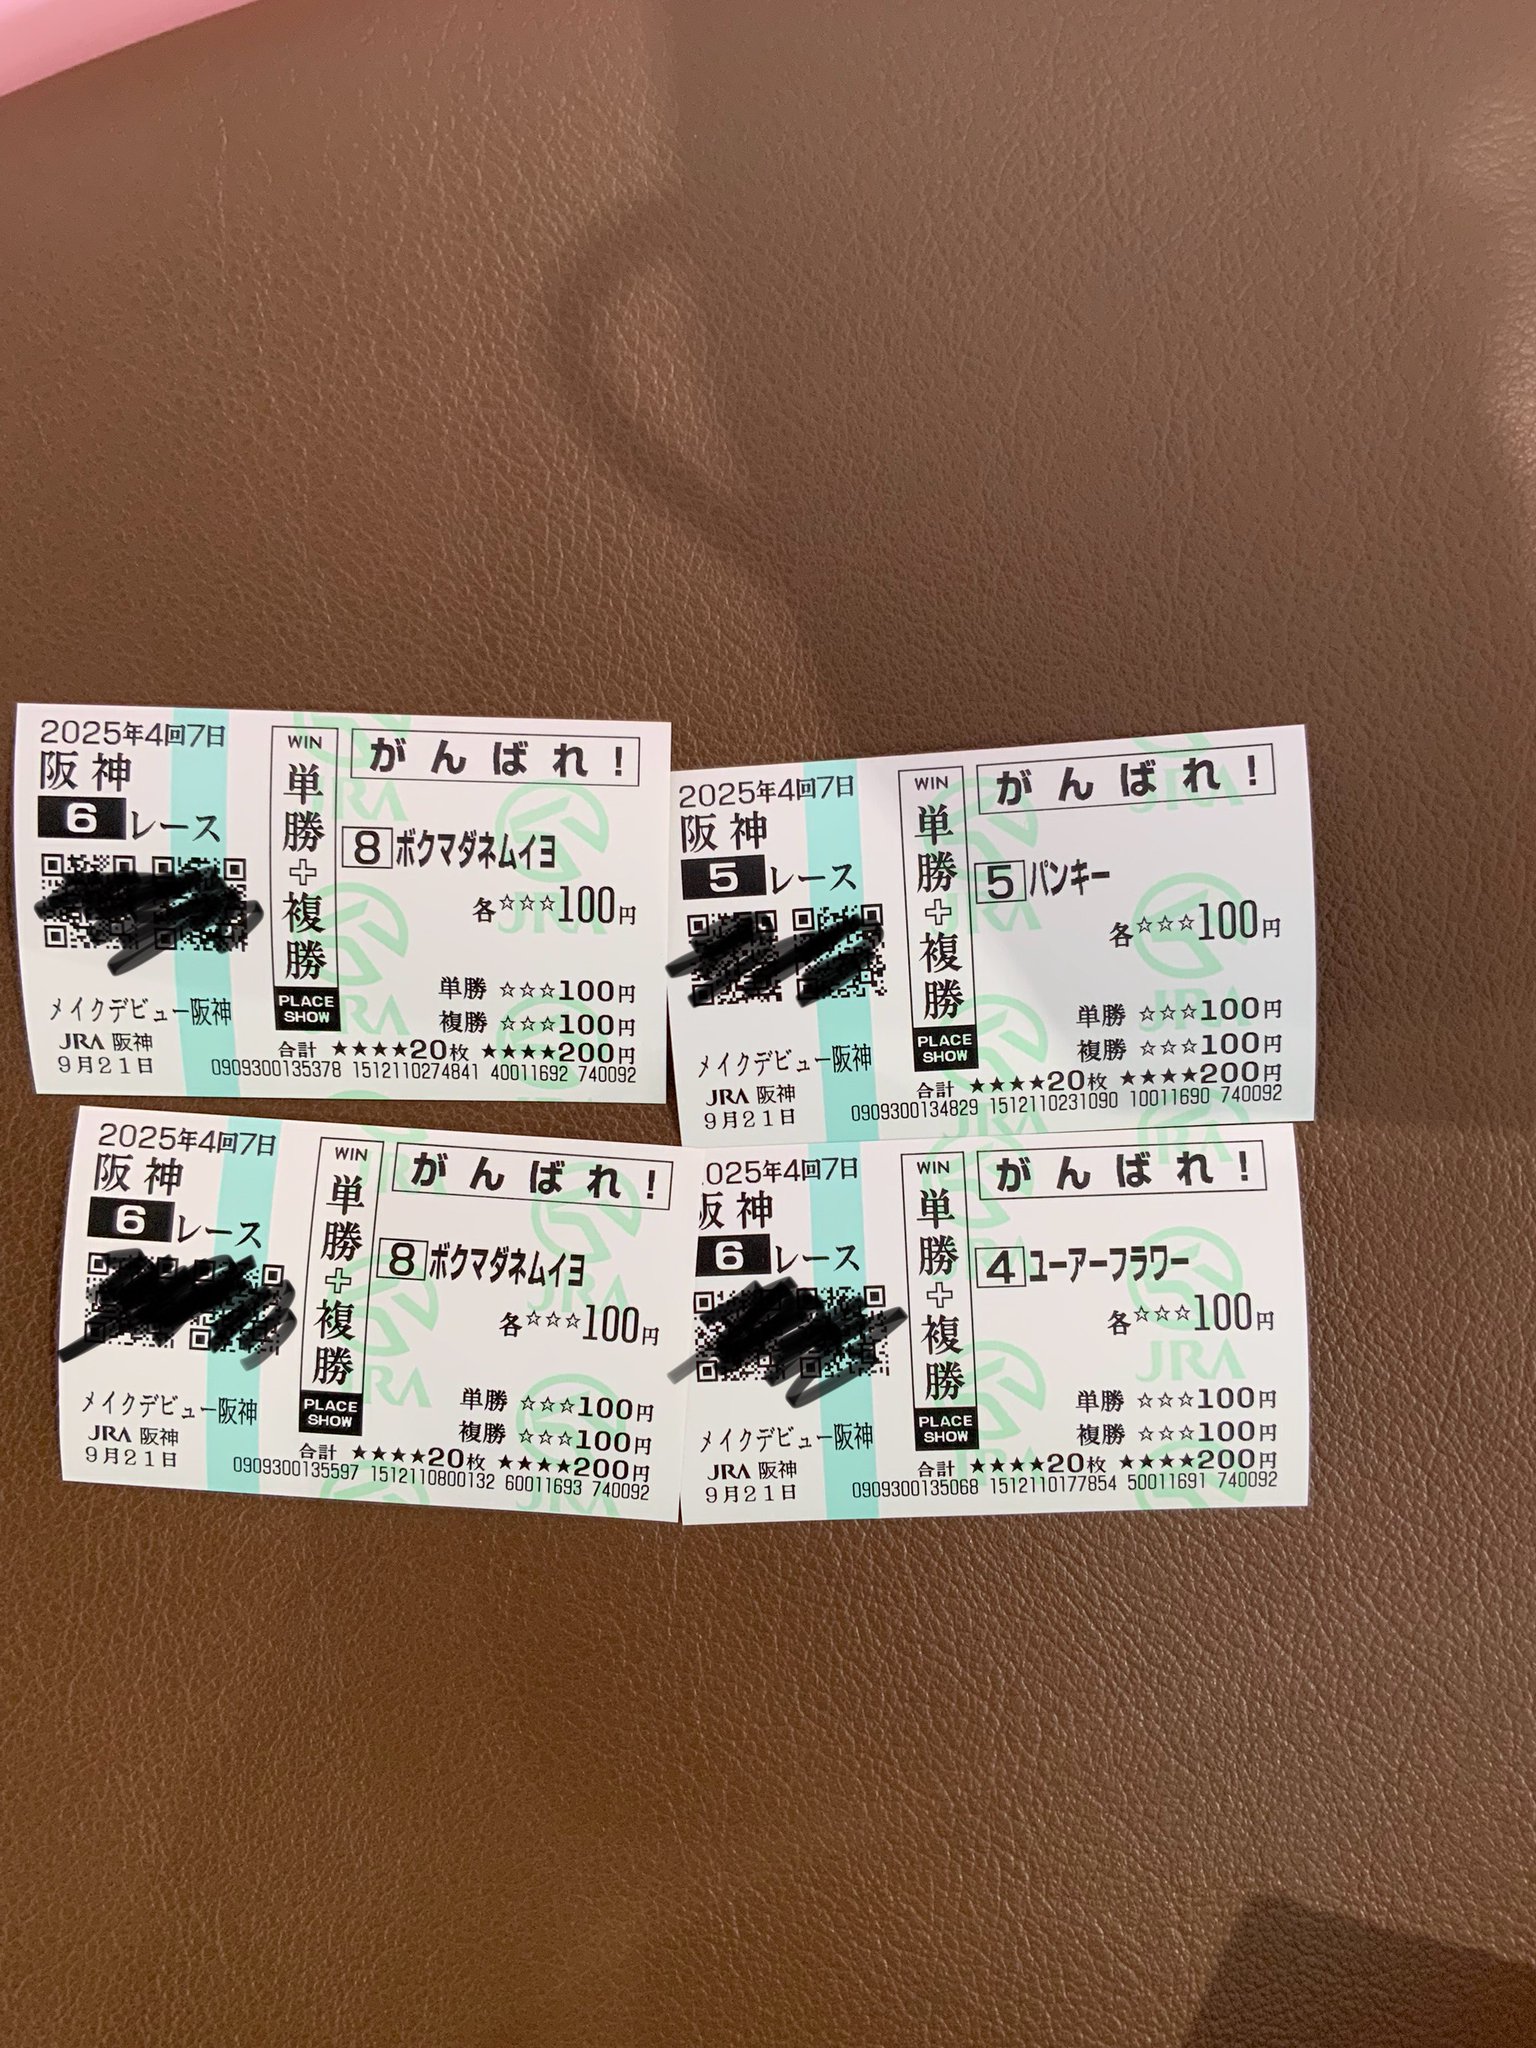 2025年4回7日
阪神
6レース
メイクデビュー阪神
JRA 阪神
9月21日
WIN
単勝+複勝
PLACE
SHOW
がんばれ!
8 ボクマダネムイヨ
各☆☆☆100円
単勝 ☆☆☆100円
複勝 ☆☆☆100円
合計 ★★★★20枚 ★★★★200円
0909300135378 1512110274841 40011692 740092
2025年4回7日
阪神
5レース
メイクデビュー阪神
JRA 阪神
9月21日
WIN
単勝+複勝
PLACE
SHOW
がんばれ!
5 パンキー
各☆☆☆100円
単勝 ☆☆☆100円
複勝 ☆☆☆100円
合計 ★★★★20枚 ★★★★200円
0909300134829 1512110231090 10011690 740092
2025年4回7日
阪神
6レース
メイクデビュー阪神
JRA 阪神
9月21日
WIN
単勝+複勝
PLACE
SHOW
がんばれ!
8 ボクマダネムイヨ
各☆☆☆100円
単勝 ☆☆☆100円
複勝 ☆☆☆100円
合計 ★★★★20枚 ★★★★200円
0909300135597 1512110800132 60011693 740092
2025年4回7日
阪神
6レース
メイクデビュー阪神
JRA 阪神
9月21日
WIN
単勝+複勝
PLACE
SHOW
がんばれ!
4 ユーアーフラワー
各☆☆☆100円
単勝 ☆☆☆100円
複勝 ☆☆☆100円
合計 ★★★★20枚 ★★★★200円
0909300135068 1512110177854 50011691 740092